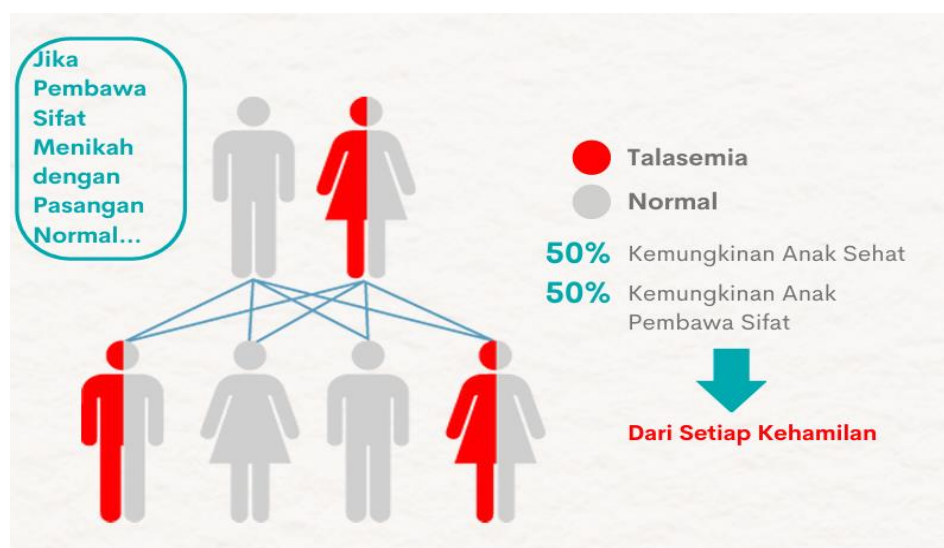 Jika
Pembawa
Sifat
Menikah
dengan
Pasangan
Normal...
Talasemia
Normal
50% Kemungkinan Anak Sehat
50% Kemungkinan Anak
Pembawa Sifat
Dari Setiap Kehamilan